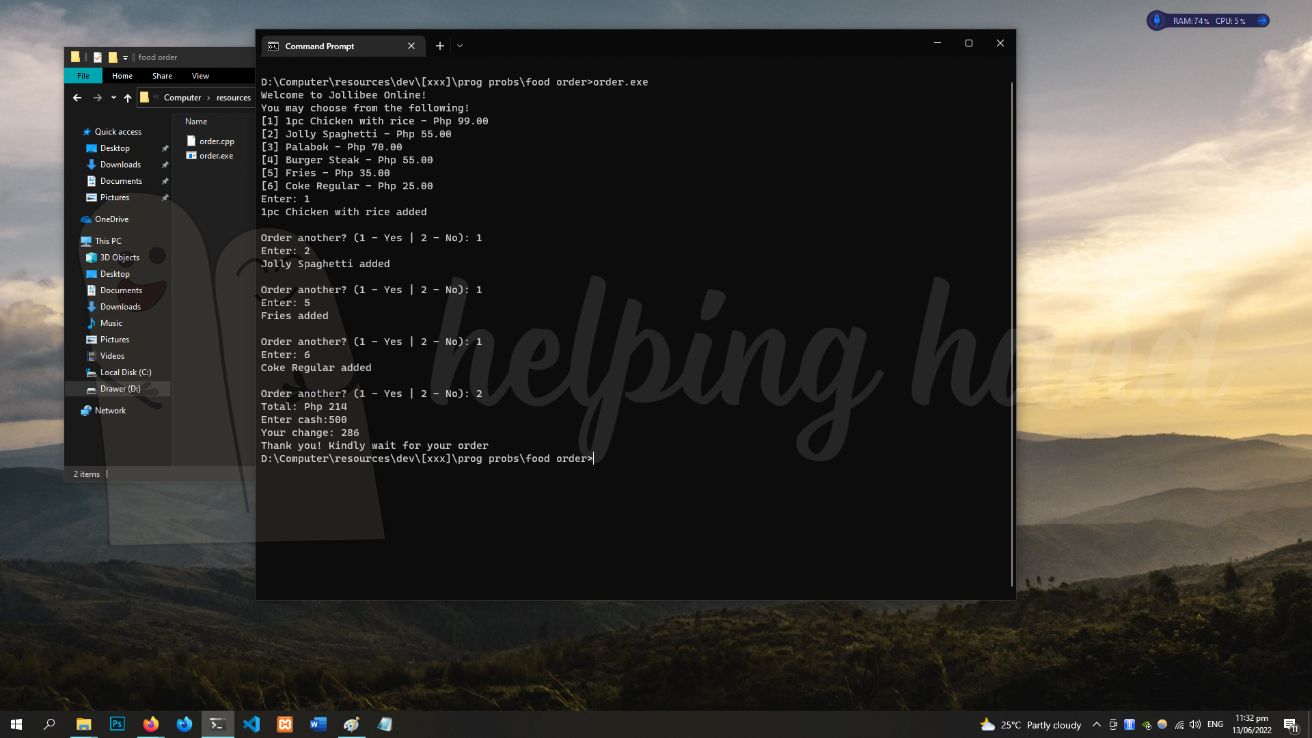 RAM:74% CPU:5%
food order
File Home Share View
Computer › resources
Name
Quick access
Desktop
Downloads
Documents
Pictures
OneDrive
This PC
3D Objects
Desktop
Documents
Downloads
Music
Pictures
Videos
Local Disk (C:)
Drawer (D:)
Network
order.cpp
order.exe
2 items
Command Prompt
D:\Computer\resources\dev\[xxx]\prog probs\food order>order.exe
Welcome to Jollibee Online!
You may choose from the following!
[1] 1pc Chicken with rice - Php 99.00
[2] Jolly Spaghetti - Php 55.00
[3] Palabok - Php 70.00
[4] Burger Steak - Php 55.00
[5] Fries - Php 35.00
[6] Coke Regular - Php 25.00
Enter: 1
1pc Chicken with rice added
Order another? (1 - Yes | 2 - No): 1
Enter: 2
Jolly Spaghetti added
Order another? (1 - Yes | 2 - No): 1
Enter: 5
Fries added
Order another? (1 - Yes | 2 - No): 1
Enter: 6
Coke Regular added
Order another? (1 - Yes | 2 - No): 2
Total: Php 214
Enter cash:500
Your change: 286
Thank you! Kindly wait for your order
D:\Computer\resources\dev\[xxx]\prog probs\food order>
helping hand
Ps
25°C Partly cloudy
ENG
11:32 pm
13/06/2022
11